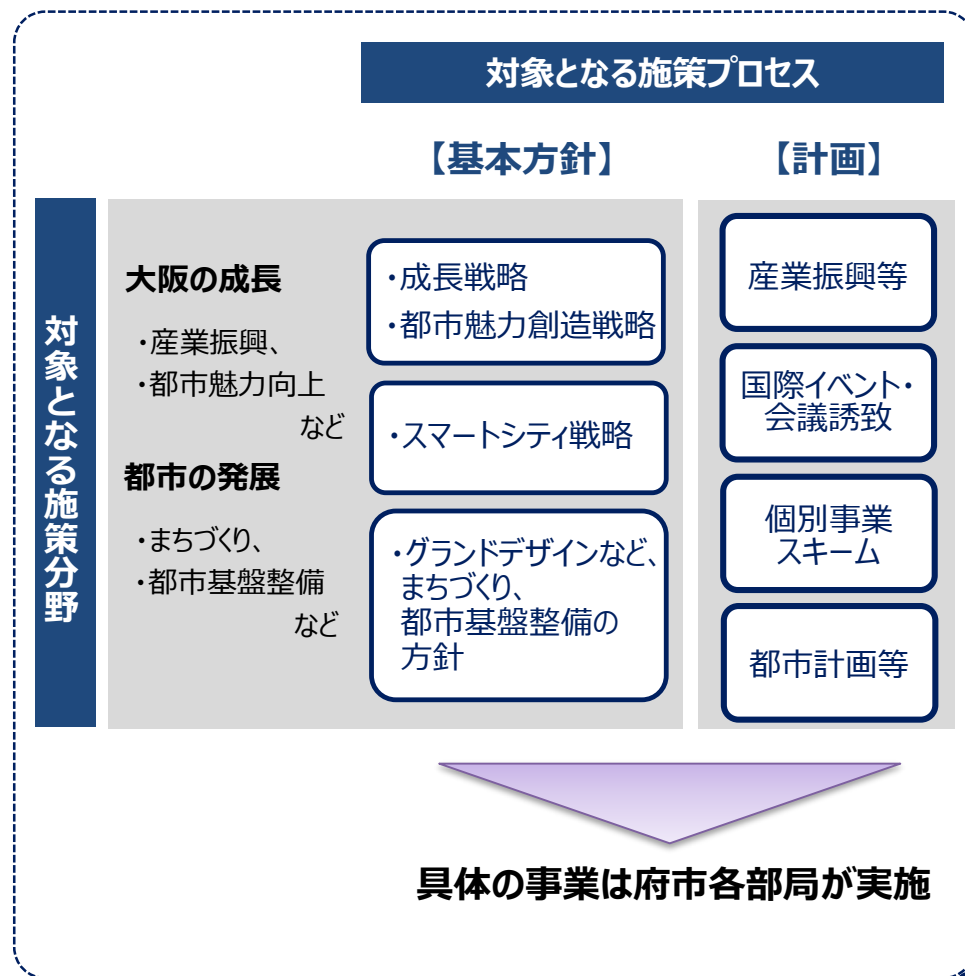 対象となる施策プロセス
【基本方針】
【計画】
対象となる施策分野
大阪の成長
・産業振興、
・都市魅力向上
など
都市の発展
・まちづくり、
・都市基盤整備
など
・成長戦略
・都市魅力創造戦略
・スマートシティ戦略
・グランドデザインなど、
まちづくり、
都市基盤整備の
方針
産業振興等
国際イベント・
会議誘致
個別事業
スキーム
都市計画等
具体の事業は府市各部局が実施